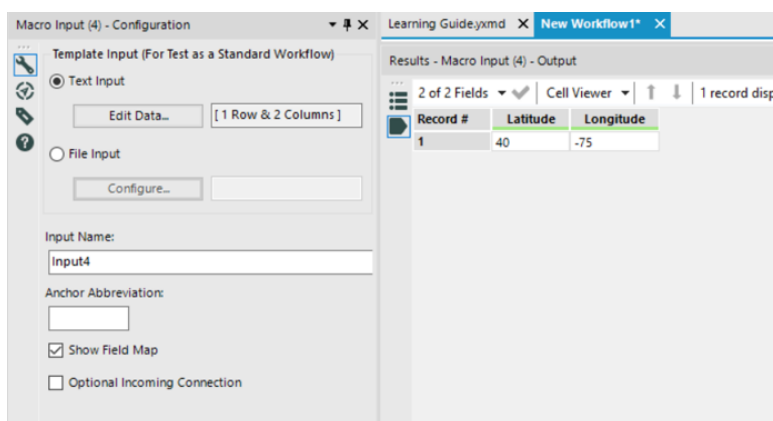 Macro Input (4) - Configuration
Template Input (For Test as a Standard Workflow)
Text Input
Edit Data... [ 1 Row & 2 Columns ]
File Input
Configure...
Input Name:
Input4
Anchor Abbreviation:
Show Field Map
Optional Incoming Connection
Learning Guide.yxmd X New Workflow1* X
Results - Macro Input (4) - Output
2 of 2 Fields Cell Viewer 1 record disp
Record # Latitude Longitude
1 40 -75